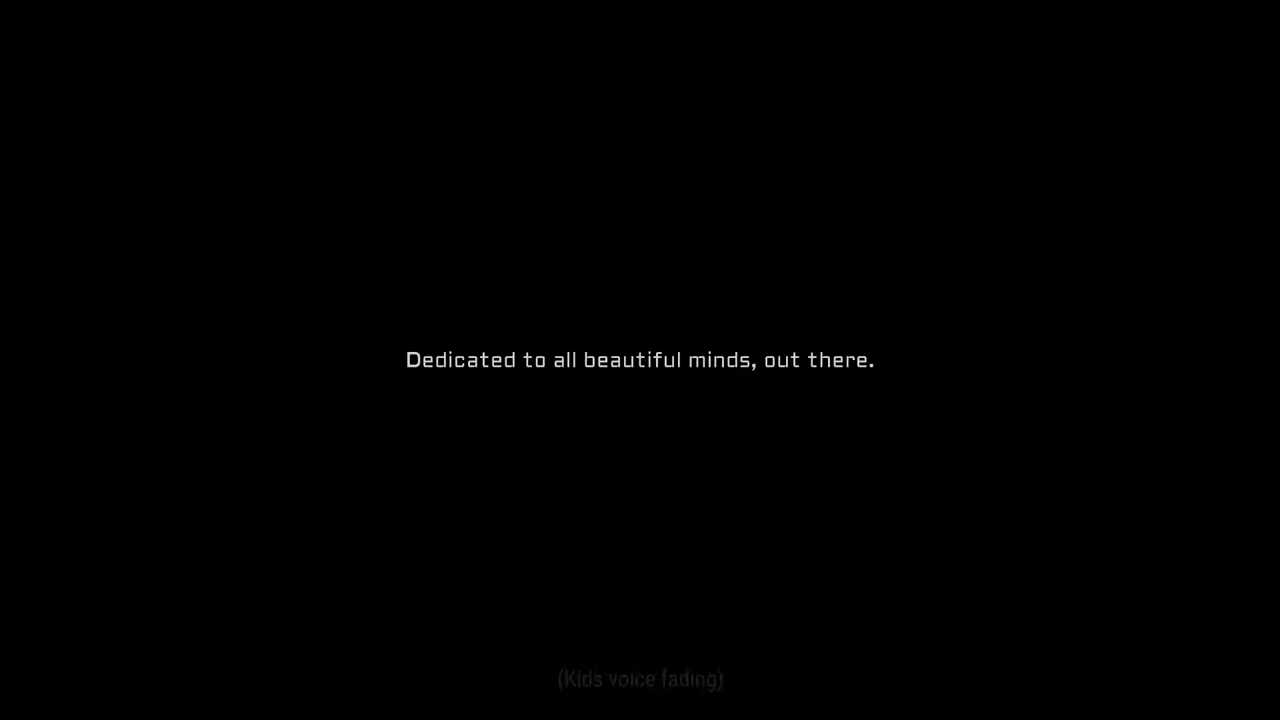 Dedicated to all beautiful minds, out there.
(Kids voice fading)